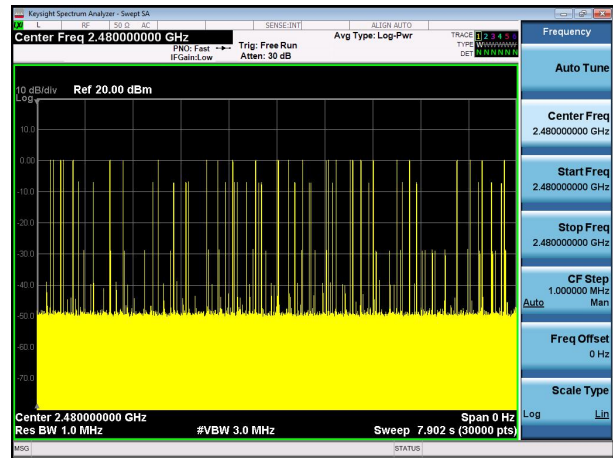 Keysight Spectrum Analyzer - Swept SA
LXI L RF 50 Ω AC SENSE:INT ALIGN AUTO
Center Freq 2.480000000 GHz
PNO: Fast
IFGain:Low
Trig: Free Run
Atten: 30 dB
Avg Type: Log-Pwr
TRACE 1 2 3 4 5 6
TYPE WWWWWW
DET N N N N N N
10 dB/div Ref 20.00 dBm
Log
10.0
0.00
-10.0
-20.0
-30.0
-40.0
-50.0
-60.0
-70.0
Center 2.480000000 GHz Span 0 Hz
Res BW 1.0 MHz #VBW 3.0 MHz Sweep 7.902 s (30000 pts)
MSG STATUS
Frequency
Auto Tune
Center Freq
2.480000000 GHz
Start Freq
2.480000000 GHz
Stop Freq
2.480000000 GHz
CF Step
1.000000 MHz
Auto Man
Freq Offset
0 Hz
Scale Type
Log Lin